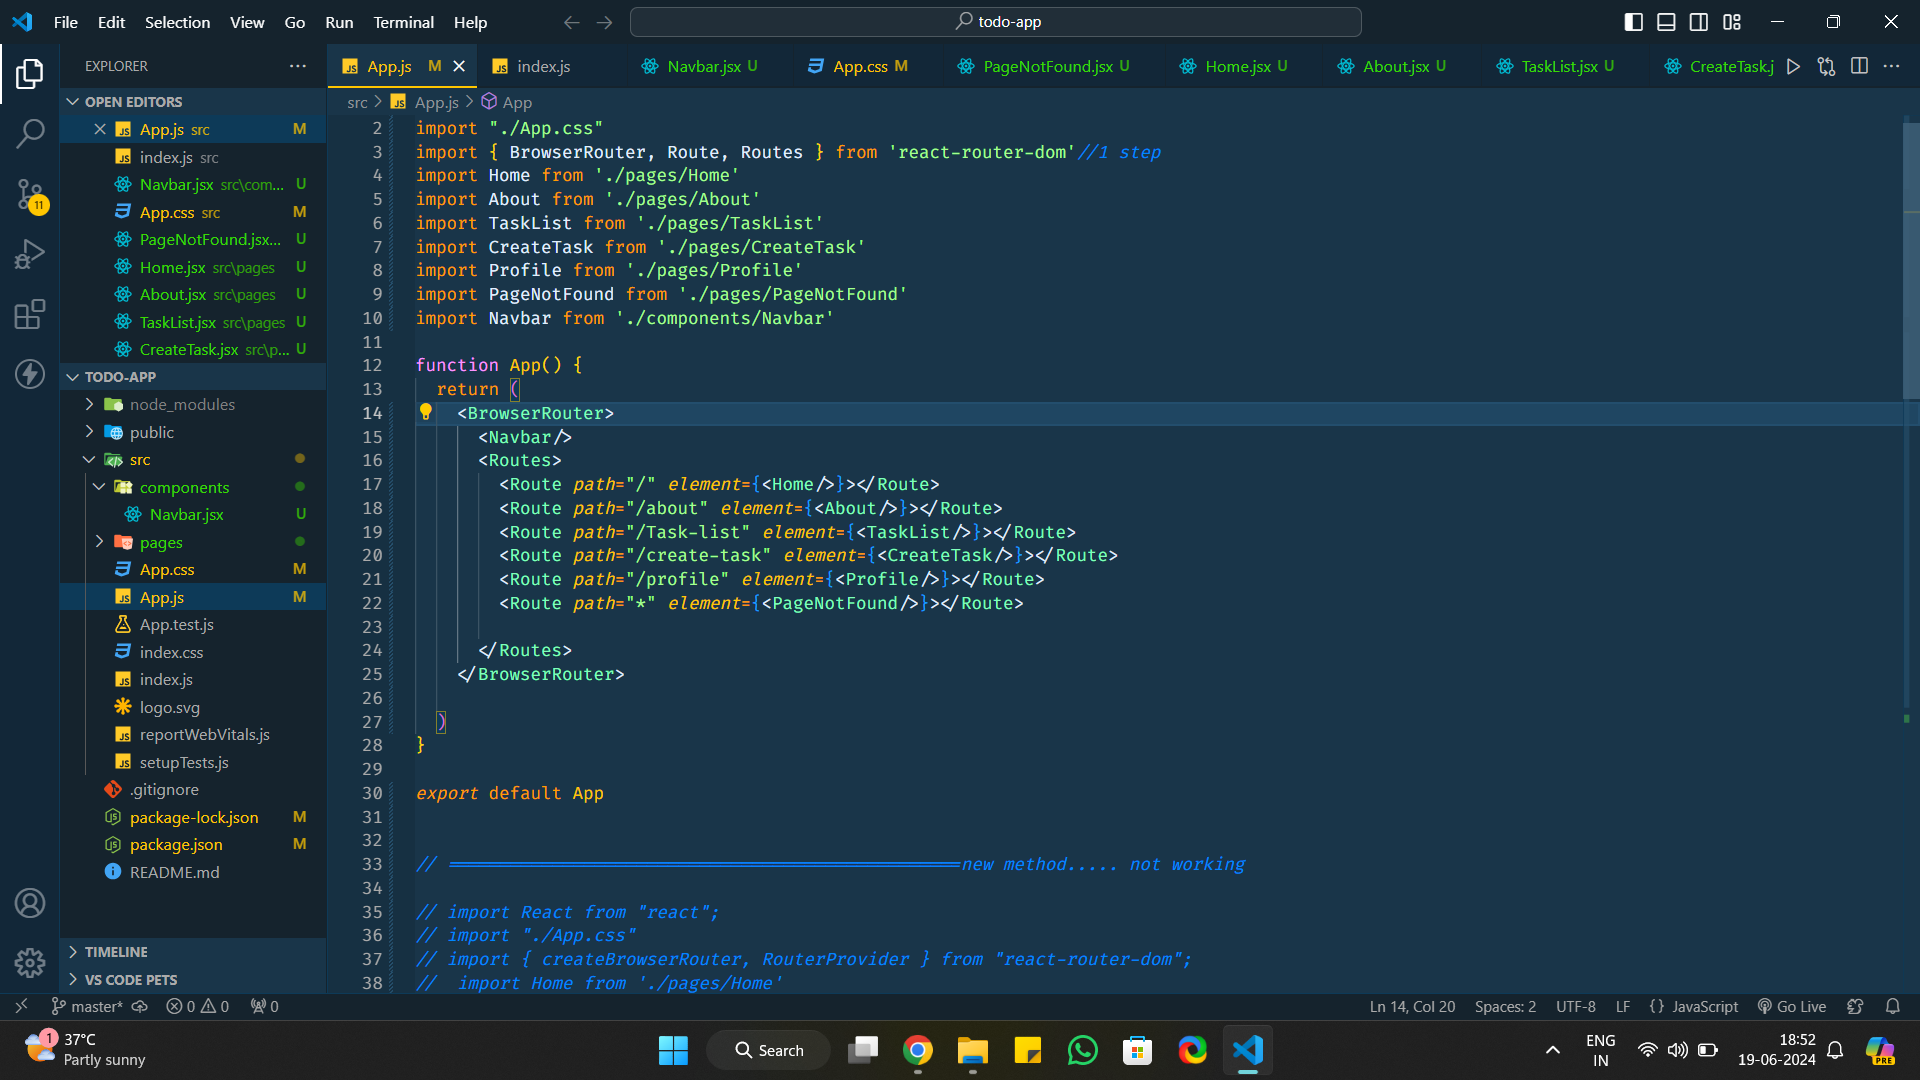 File Edit Selection View Go Run Terminal Help
todo-app
EXPLORER
OPEN EDITORS
App.js src M
index.js src
Navbar.jsx src\com... U
App.css src M
PageNotFound.jsx... U
Home.jsx src\pages U
About.jsx src\pages U
TaskList.jsx src\pages U
CreateTask.jsx src\p... U
TODO-APP
node_modules
public
src
components
Navbar.jsx U
pages
App.css M
App.js M
App.test.js
index.css
index.js
logo.svg
reportWebVitals.js
setupTests.js
.gitignore
package-lock.json M
package.json M
README.md
TIMELINE
VS CODE PETS
11
App.js M index.js Navbar.jsx U App.css M PageNotFound.jsx U Home.jsx U About.jsx U TaskList.jsx U CreateTask.j
src > App.js > App
2 import "./App.css"
3 import { BrowserRouter, Route, Routes } from 'react-router-dom'//1 step
4 import Home from './pages/Home'
5 import About from './pages/About'
6 import TaskList from './pages/TaskList'
7 import CreateTask from './pages/CreateTask'
8 import Profile from './pages/Profile'
9 import PageNotFound from './pages/PageNotFound'
10 import Navbar from './components/Navbar'
11
12 function App() {
13 return (
14 <BrowserRouter>
15 <Navbar/>
16 <Routes>
17 <Route path="/" element={<Home/>}></Route>
18 <Route path="/about" element={<About/>}></Route>
19 <Route path="/Task-list" element={<TaskList/>}></Route>
20 <Route path="/create-task" element={<CreateTask/>}></Route>
21 <Route path="/profile" element={<Profile/>}></Route>
22 <Route path="*" element={<PageNotFound/>}></Route>
23
24 </Routes>
25 </BrowserRouter>
26
27 )
28 }
29
30 export default App
31
32
33 // =================================================new method..... not working
34
35 // import React from "react";
36 // import "./App.css"
37 // import { createBrowserRouter, RouterProvider } from "react-router-dom";
38 // import Home from './pages/Home'
master* 0 0 0 Ln 14, Col 20 Spaces: 2 UTF-8 LF {} JavaScript Go Live
1
37°C
Partly sunny
Search
ENG
IN
18:52
19-06-2024
PRE